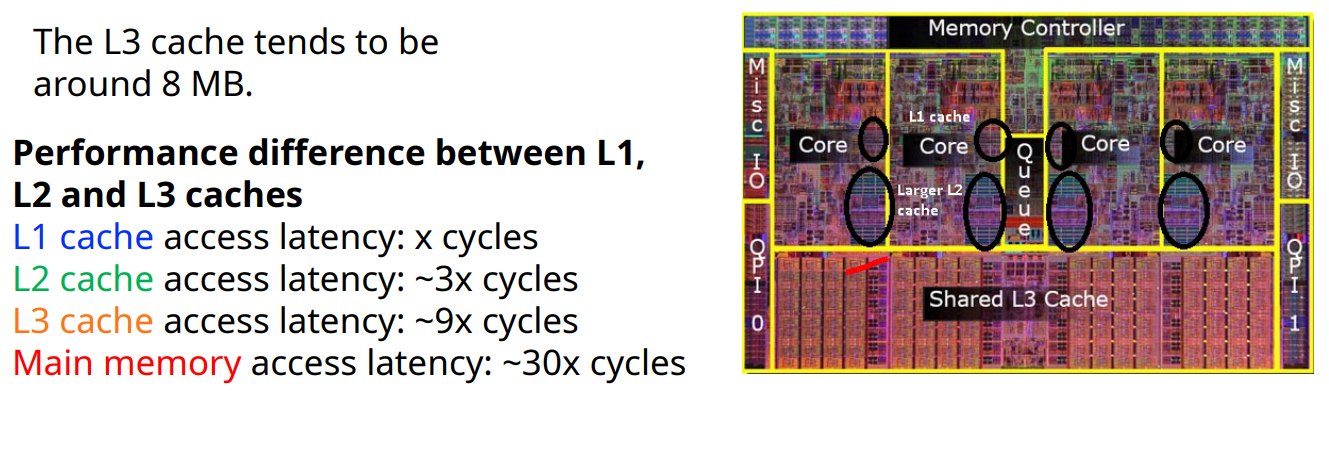 The L3 cache tends to be
around 8 MB.
Performance difference between L1,
L2 and L3 caches
L1 cache access latency: x cycles
L2 cache access latency: ~3x cycles
L3 cache access latency: ~9x cycles
Main memory access latency: ~30x cycles
Memory Controller
Misc IO
Misc IO
L1 cache
Core
Core
Core
Core
Queue
Larger L2
cache
QPI 0
QPI 1
Shared L3 Cache